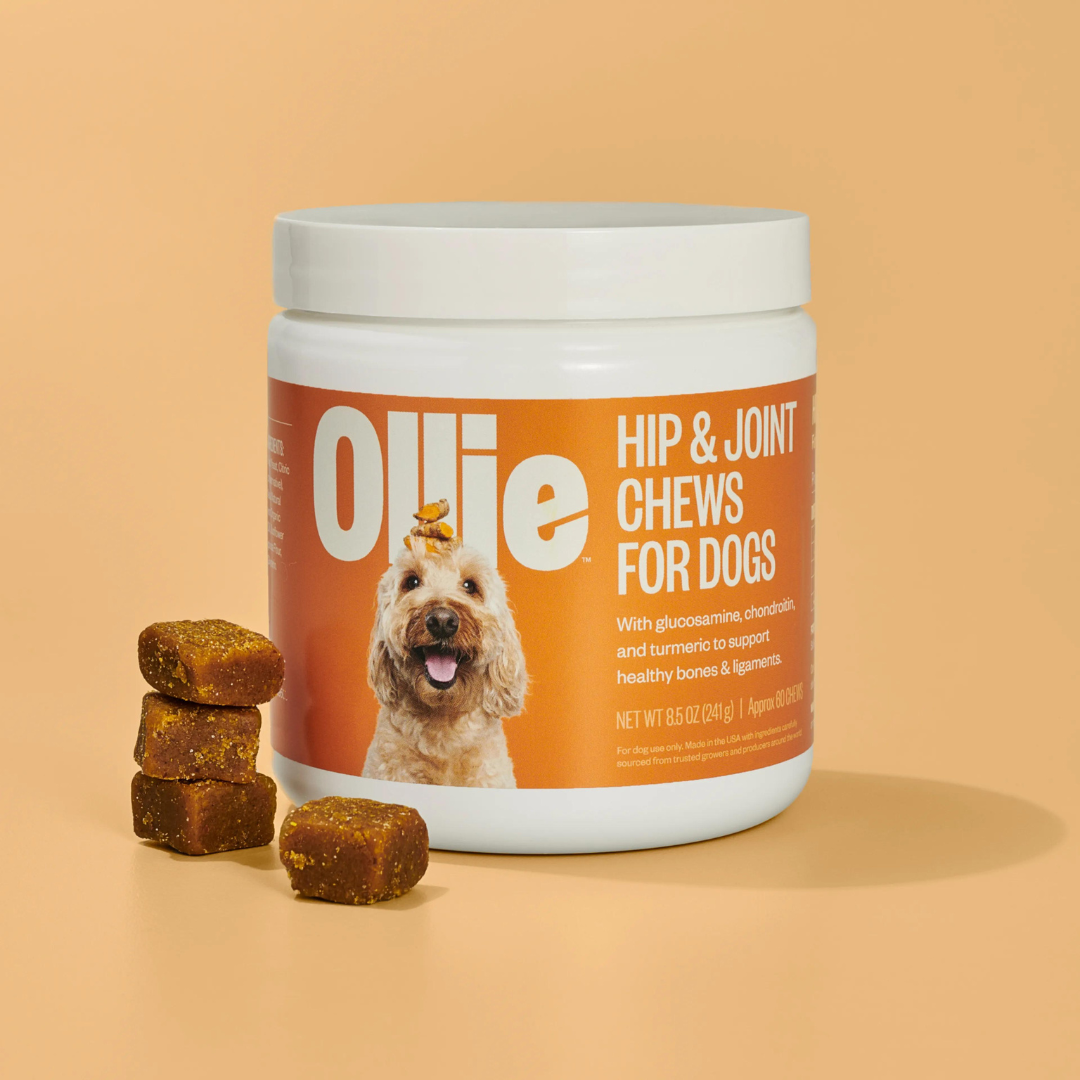 Ollie™
HIP & JOINT
CHEWS
FOR DOGS
With glucosamine, chondroitin,
and turmeric to support
healthy bones & ligaments.
NET WT 8.5 OZ (241g) | Approx 60 CHEWS
For dog use only. Made in the USA with ingredients carefully
sourced from trusted growers and producers around the world.